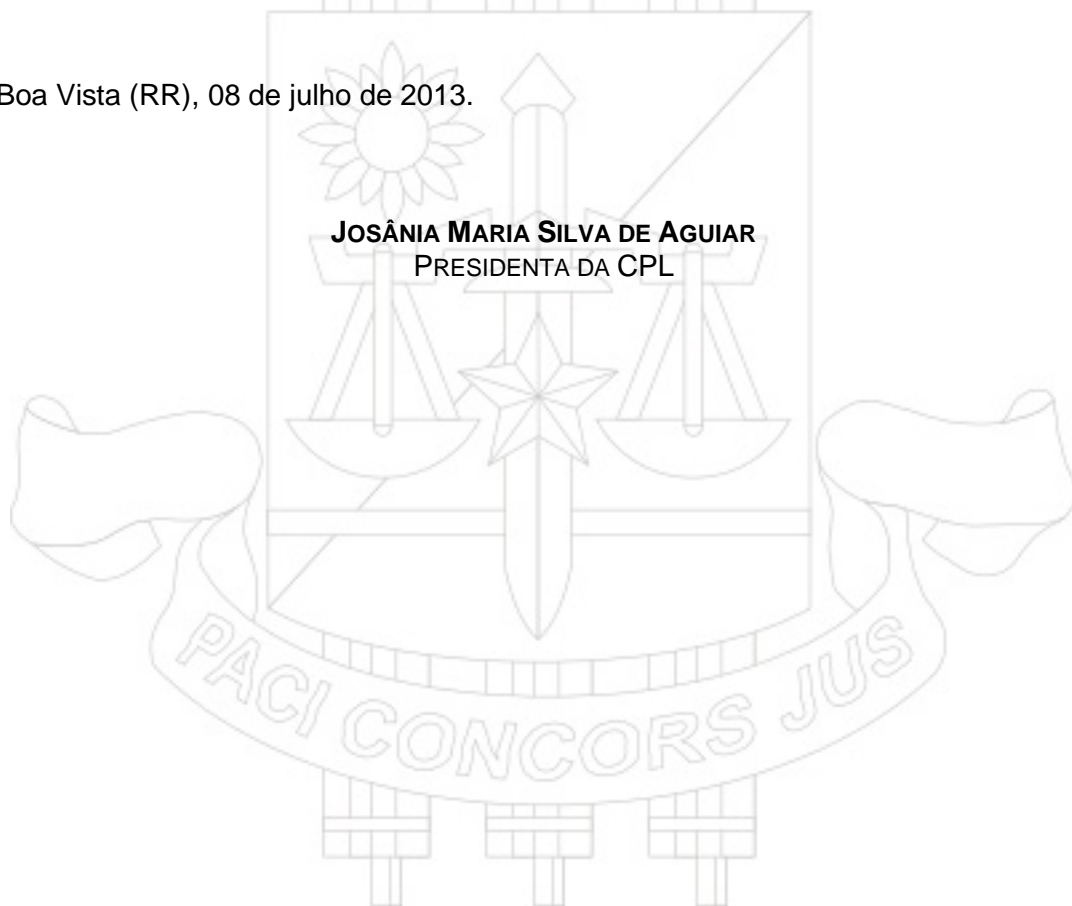 Boa Vista (RR), 08 de julho de 2013.
JOSÂNIA MARIA SILVA DE AGUIAR
PRESIDENTA DA CPL
PACI CONCORS JUS